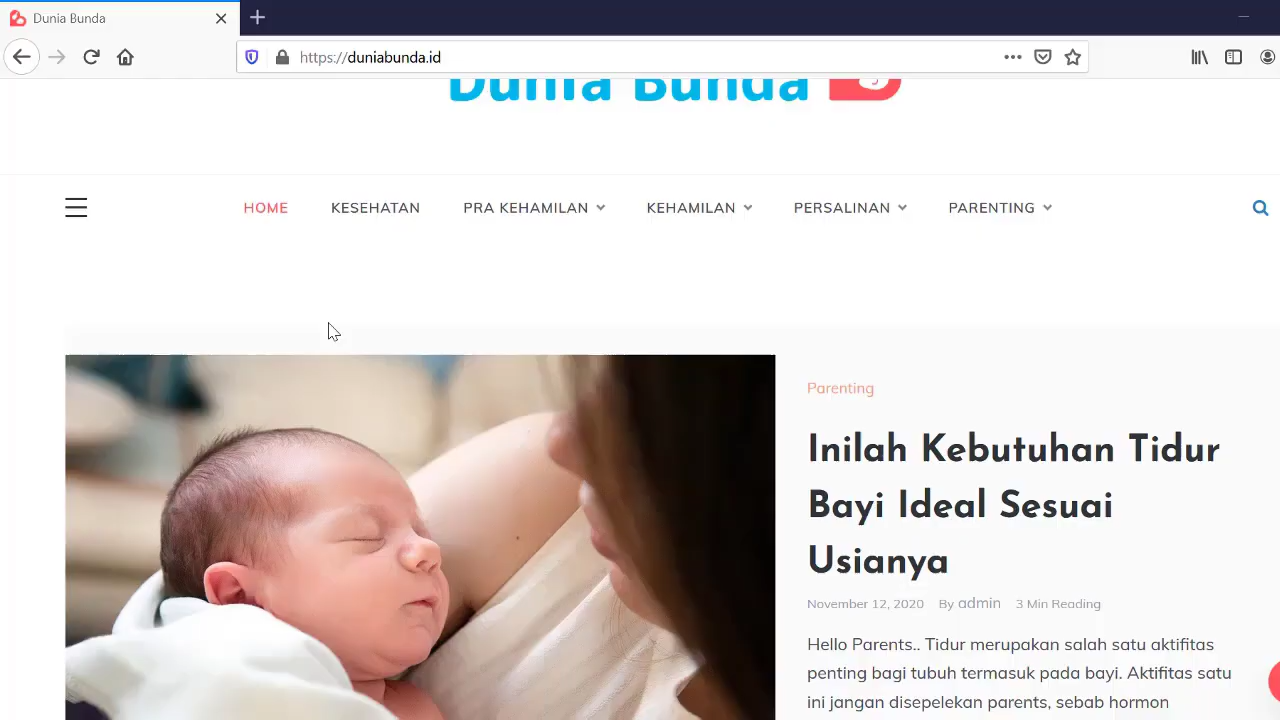 Dunia Bunda
https://duniabunda.id
Dunia Bunda
HOME KESEHATAN PRA KEHAMILAN KEHAMILAN PERSALINAN PARENTING
Parenting
Inilah Kebutuhan Tidur
Bayi Ideal Sesuai
Usianya
November 12, 2020 By admin 3 Min Reading
Hello Parents.. Tidur merupakan salah satu aktifitas
penting bagi tubuh termasuk pada bayi. Aktifitas satu
ini jangan disepelekan parents, sebab hormon